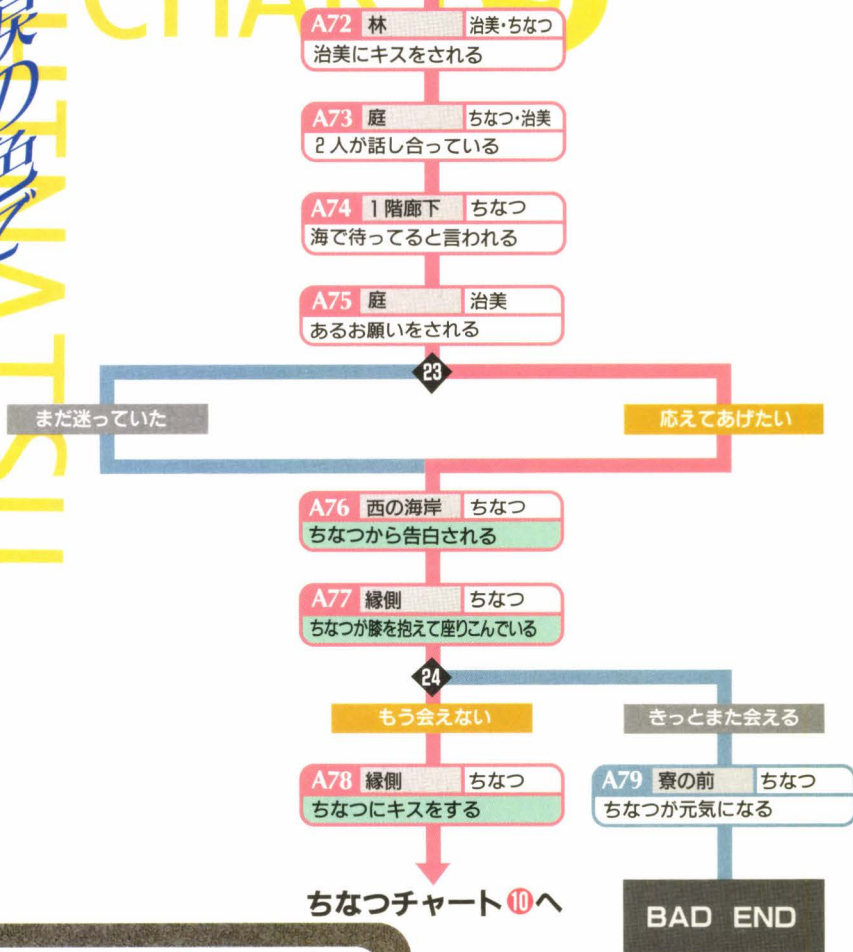 CHART
涙の色で
CHINATSU
A72 林 治美・ちなつ
治美にキスをされる
A73 庭 ちなつ・治美
2人が話し合っている
A74 1階廊下 ちなつ
海で待ってると言われる
A75 庭 治美
あるお願いをされる
23
まだ迷っていた
応えてあげたい
A76 西の海岸 ちなつ
ちなつから告白される
A77 縁側 ちなつ
ちなつが膝を抱えて座りこんでいる
24
もう会えない
きっとまた会える
A78 縁側 ちなつ
ちなつにキスをする
A79 寮の前 ちなつ
ちなつが元気になる
ちなつチャート⑩へ
BAD END